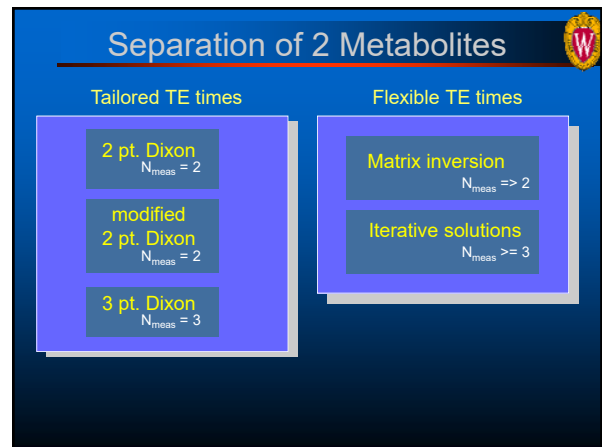 Separation of 2 Metabolites
W
Tailored TE times
2 pt. Dixon
Nmeas = 2
modified
2 pt. Dixon
Nmeas = 2
3 pt. Dixon
Nmeas = 3
Flexible TE times
Matrix inversion
Nmeas => 2
Iterative solutions
Nmeas >= 3